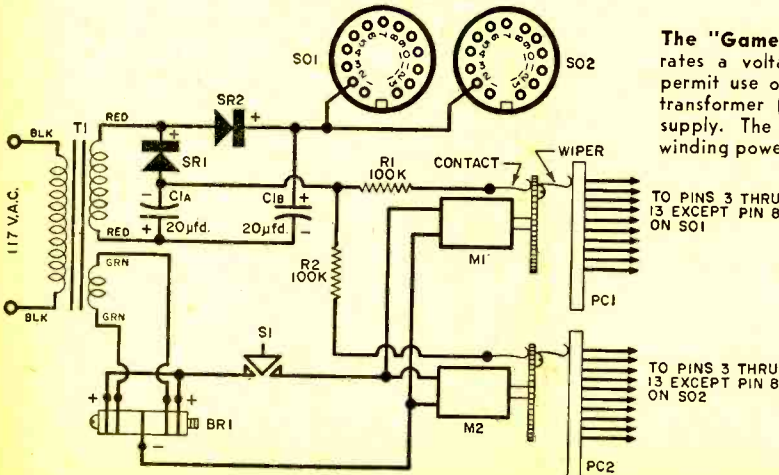 SO1
SO2
The "Game
rates a volta
permit use o
transformer
supply. The
winding powe
SR2
+
RED
T1
BLK
+
SR1
R1
100K
CONTACT
WIPER
TO PINS 3 THRU
13 EXCEPT PIN 8
ON SO1
117 V.A.C.
-
C1A
+
20µfd.
C1B
+
20µfd.
-
RED
M1
R2
100K
PC1
GRN
GRN
BLK
S1
+
+
BR1
-
M2
TO PINS 3 THRU
13 EXCEPT PIN 8
ON SO2
PC2